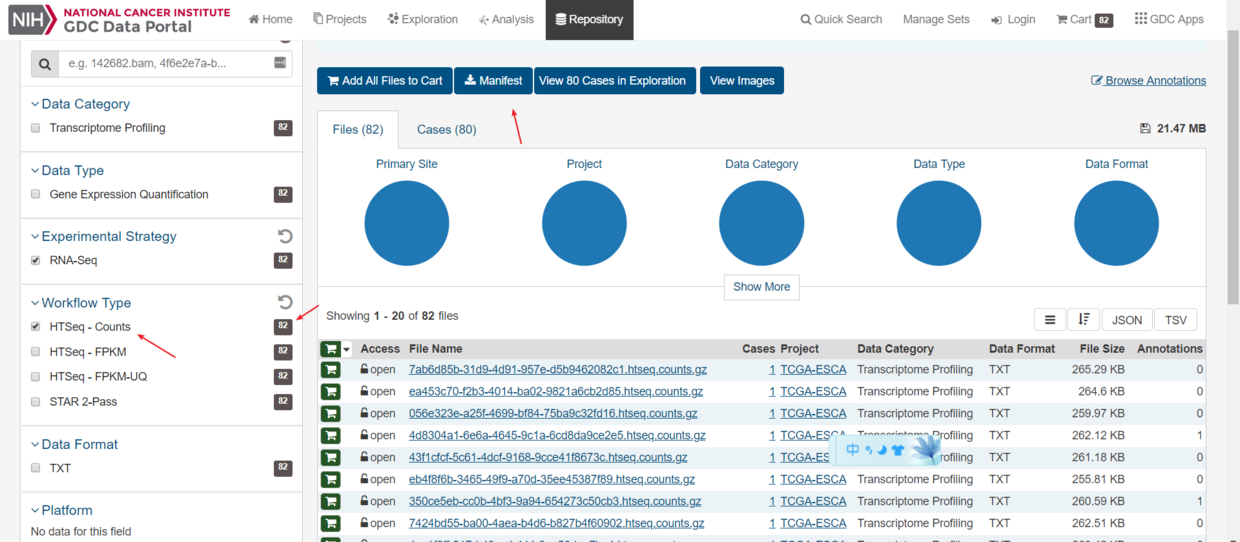 NIH NATIONAL CANCER INSTITUTE
GDC Data Portal
Home Projects Exploration Analysis Repository Quick Search Manage Sets Login Cart 82 GDC Apps
e.g. 142682.bam, 4f6e2e7a-b...
Add All Files to Cart Manifest View 80 Cases in Exploration View Images Browse Annotations
Data Category
Transcriptome Profiling 82
Data Type
Gene Expression Quantification 82
Experimental Strategy
RNA-Seq 82
Workflow Type
HTSeq - Counts 82
HTSeq - FPKM 82
HTSeq - FPKM-UQ 82
STAR 2-Pass 82
Data Format
TXT 82
Platform
No data for this field
Files (82) Cases (80) 21.47 MB
Primary Site Project Data Category Data Type Data Format
Show More
Showing 1 - 20 of 82 files JSON TSV
Access File Name Cases Project Data Category Data Format File Size Annotations
open 7ab6d85b-31d9-4d91-957e-d5b9462082c1.htseq.counts.gz 1 TCGA-ESCA Transcriptome Profiling TXT 265.29 KB 0
open ea453c70-f2b3-4014-ba02-9821a6cb2d85.htseq.counts.gz 1 TCGA-ESCA Transcriptome Profiling TXT 264.6 KB 0
open 056e323e-a25f-4699-bf84-75ba9c32fd16.htseq.counts.gz 1 TCGA-ESCA Transcriptome Profiling TXT 259.97 KB 0
open 4d8304a1-6e6a-4645-9c1a-6cd8da9ce2e5.htseq.counts.gz 1 TCGA-ESCA Transcriptome Profiling TXT 262.12 KB 1
open 43f1cfcf-5c61-4dcf-9168-9cce41f8673c.htseq.counts.gz 1 TCGA-ES Profiling TXT 261.18 KB 0
中
open eb4f8f6b-3465-49f9-a70d-35ee45387f89.htseq.counts.gz 1 TCGA-ESCA Transcriptome Profiling TXT 255.81 KB 0
open 350ce5eb-cc0b-4bf3-9a94-654273c50cb3.htseq.counts.gz 1 TCGA-ESCA Transcriptome Profiling TXT 260.59 KB 1
open 7424bd55-ba00-4aea-b4d6-b827b4f60902.htseq.counts.gz 1 TCGA-ESCA Transcriptome Profiling TXT 262.51 KB 0